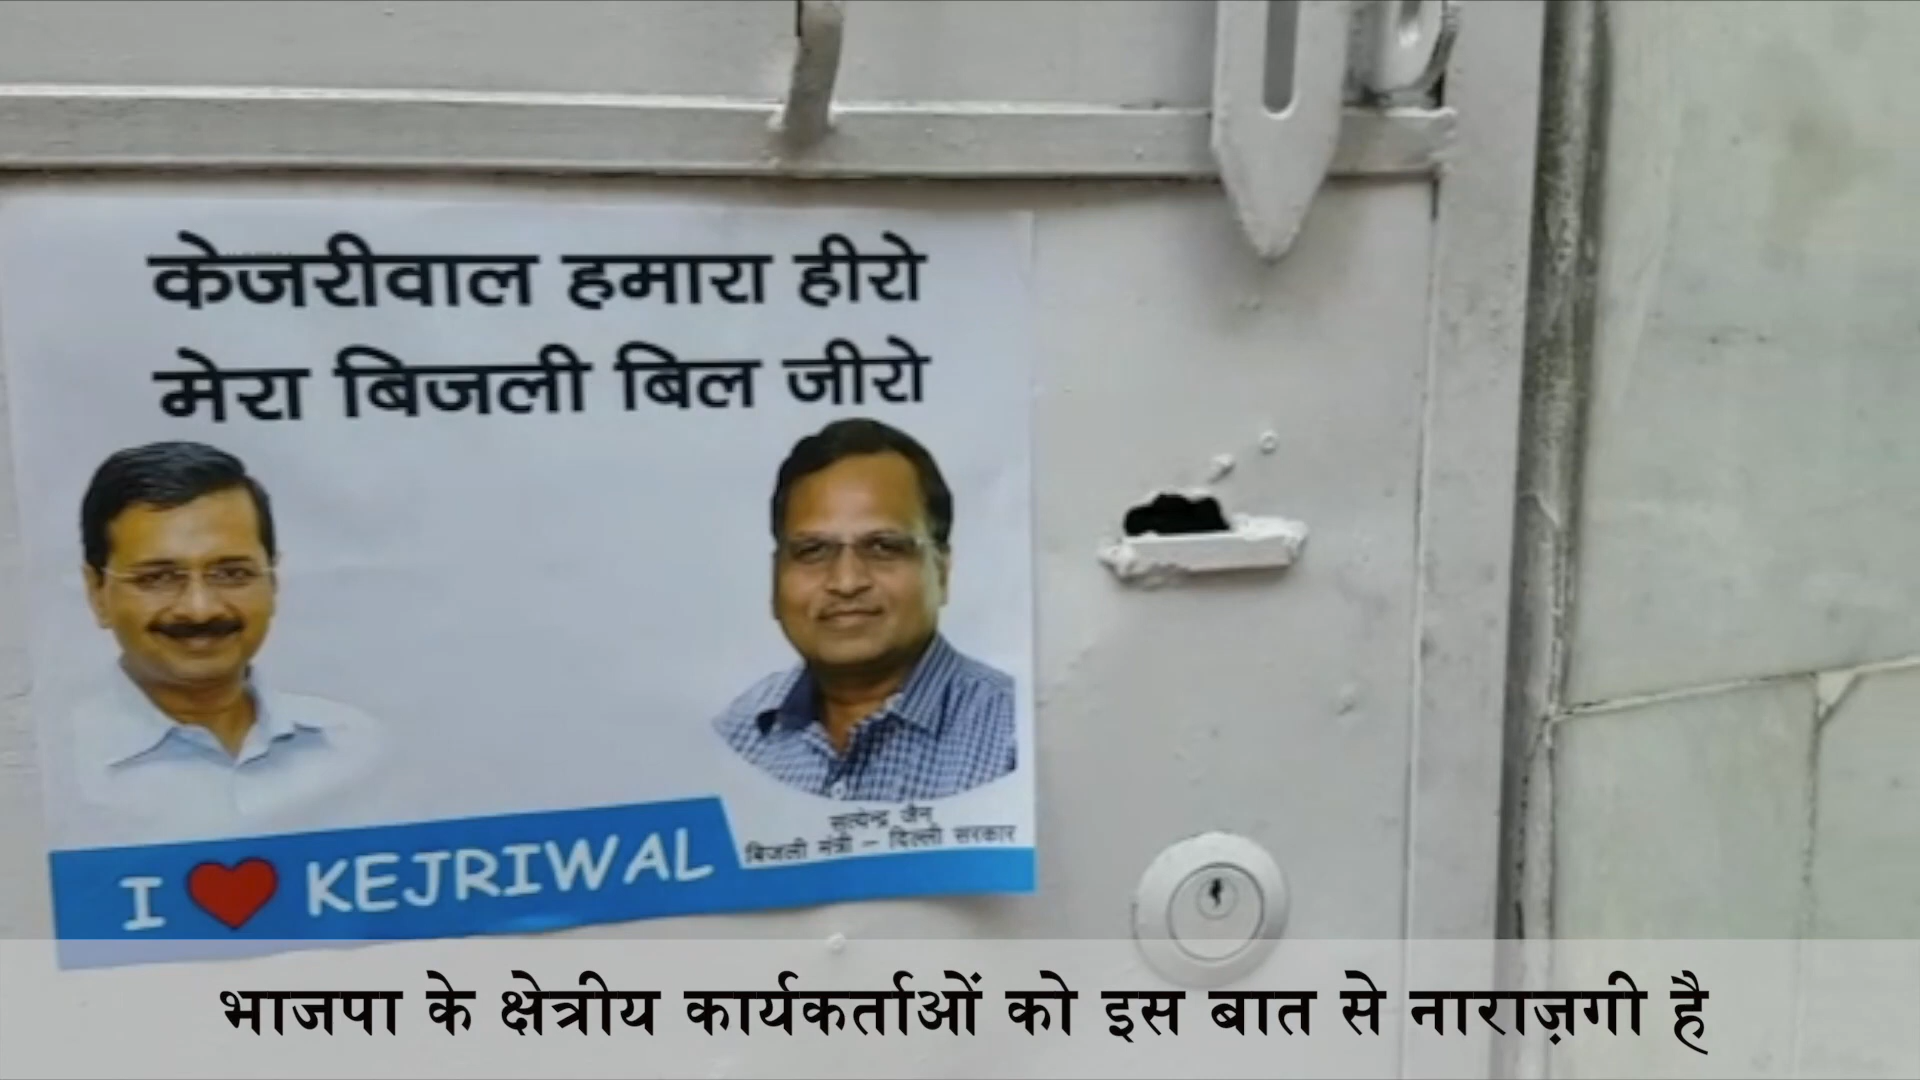 केजरीवाल हमारा हीरो
मेरा बिजली बिल जीरो
सत्येन्द्र जैन
बिजली मंत्री – दिल्ली सरकार
I ❤ KEJRIWAL
भाजपा के क्षेत्रीय कार्यकर्ताओं को इस बात से नाराज़गी है